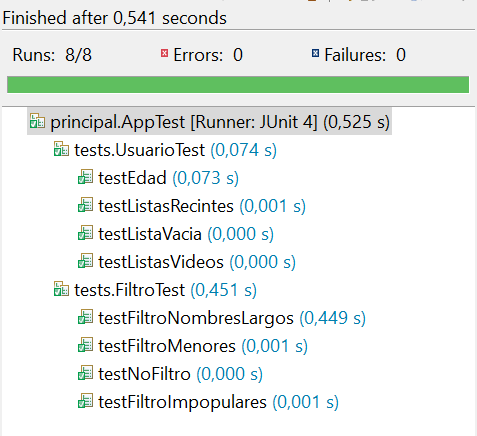 Finished after 0,541 seconds
Runs: 8/8 Errors: 0 Failures: 0
principal.AppTest [Runner: JUnit 4] (0,525 s)
tests.UsuarioTest (0,074 s)
testEdad (0,073 s)
testListasRecintes (0,001 s)
testListaVacia (0,000 s)
testListasVideos (0,000 s)
tests.FiltroTest (0,451 s)
testFiltroNombresLargos (0,449 s)
testFiltroMenores (0,001 s)
testNoFiltro (0,000 s)
testFiltroImpopulares (0,001 s)